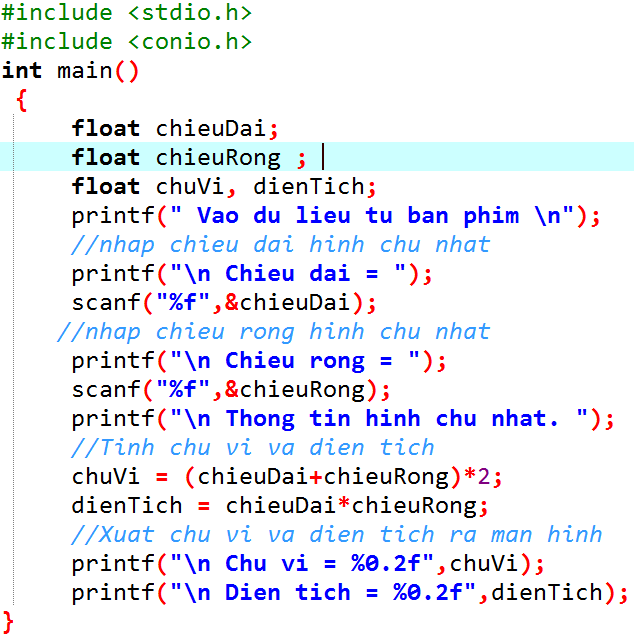 #include <stdio.h>
#include <conio.h>
int main()
{
float chieuDai;
float chieuRong ;
float chuVi, dienTich;
printf(" Vao du lieu tu ban phim \n");
//nhap chieu dai hinh chu nhat
printf("\n Chieu dai = ");
scanf("%f",&chieuDai);
//nhap chieu rong hinh chu nhat
printf("\n Chieu rong = ");
scanf("%f",&chieuRong);
printf("\n Thong tin hinh chu nhat. ");
//Tinh chu vi va dien tich
chuVi = (chieuDai+chieuRong)*2;
dienTich = chieuDai*chieuRong;
//Xuat chu vi va dien tich ra man hinh
printf("\n Chu vi = %0.2f",chuVi);
printf("\n Dien tich = %0.2f",dienTich);
}